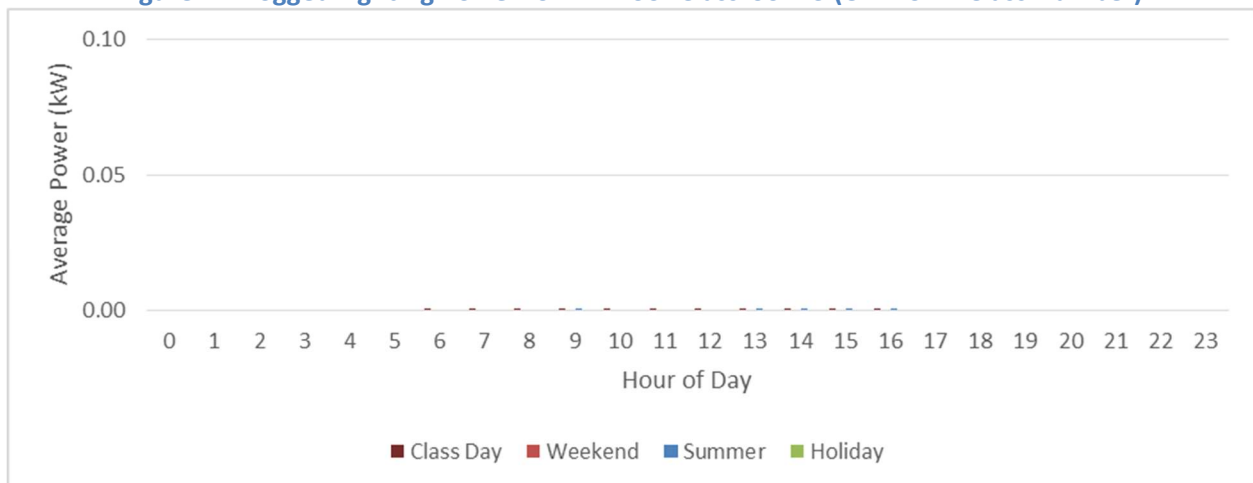 0.10
0.05
0.00
Average Power (kW)
0 1 2 3 4 5 6 7 8 9 10 11 12 13 14 15 16 17 18 19 20 21 22 23
Hour of Day
Class Day Weekend Summer Holiday